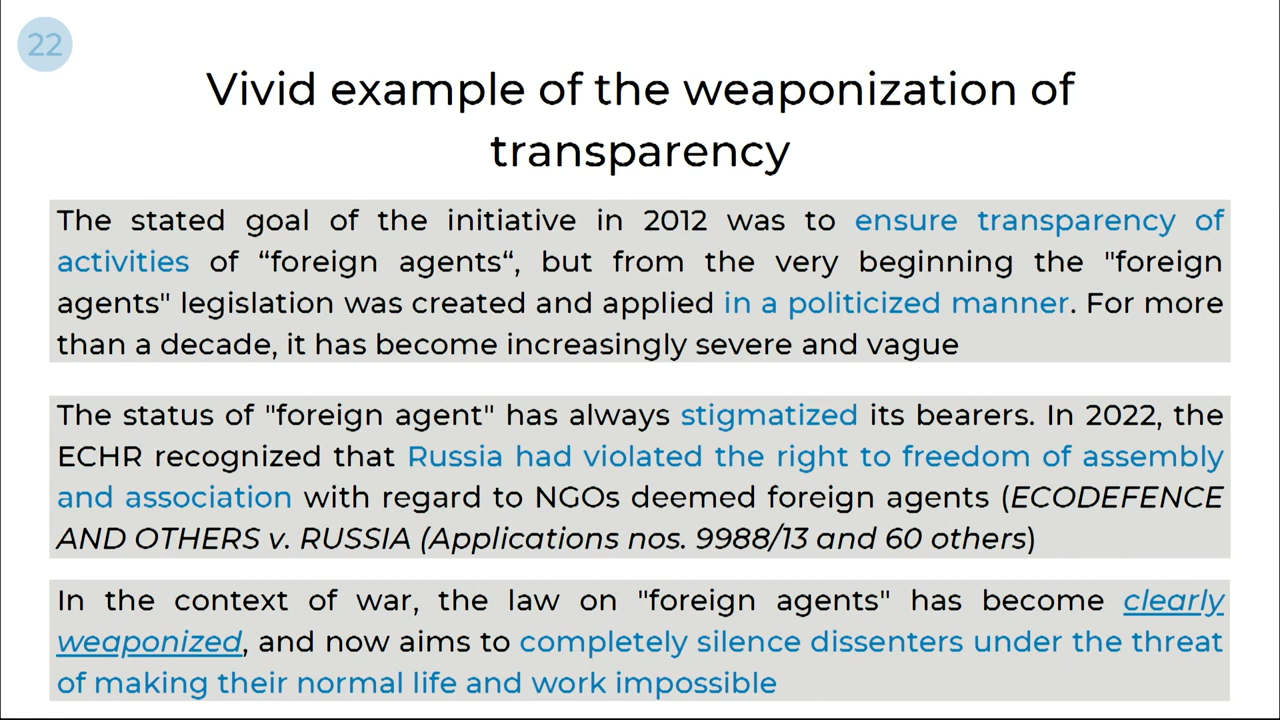 22
Vivid example of the weaponization of
transparency
The stated goal of the initiative in 2012 was to ensure transparency of
activities of “foreign agents“, but from the very beginning the "foreign
agents" legislation was created and applied in a politicized manner. For more
than a decade, it has become increasingly severe and vague
The status of "foreign agent" has always stigmatized its bearers. In 2022, the
ECHR recognized that Russia had violated the right to freedom of assembly
and association with regard to NGOs deemed foreign agents (ECODEFENCE
AND OTHERS v. RUSSIA (Applications nos. 9988/13 and 60 others)
In the context of war, the law on "foreign agents" has become clearly
weaponized, and now aims to completely silence dissenters under the threat
of making their normal life and work impossible